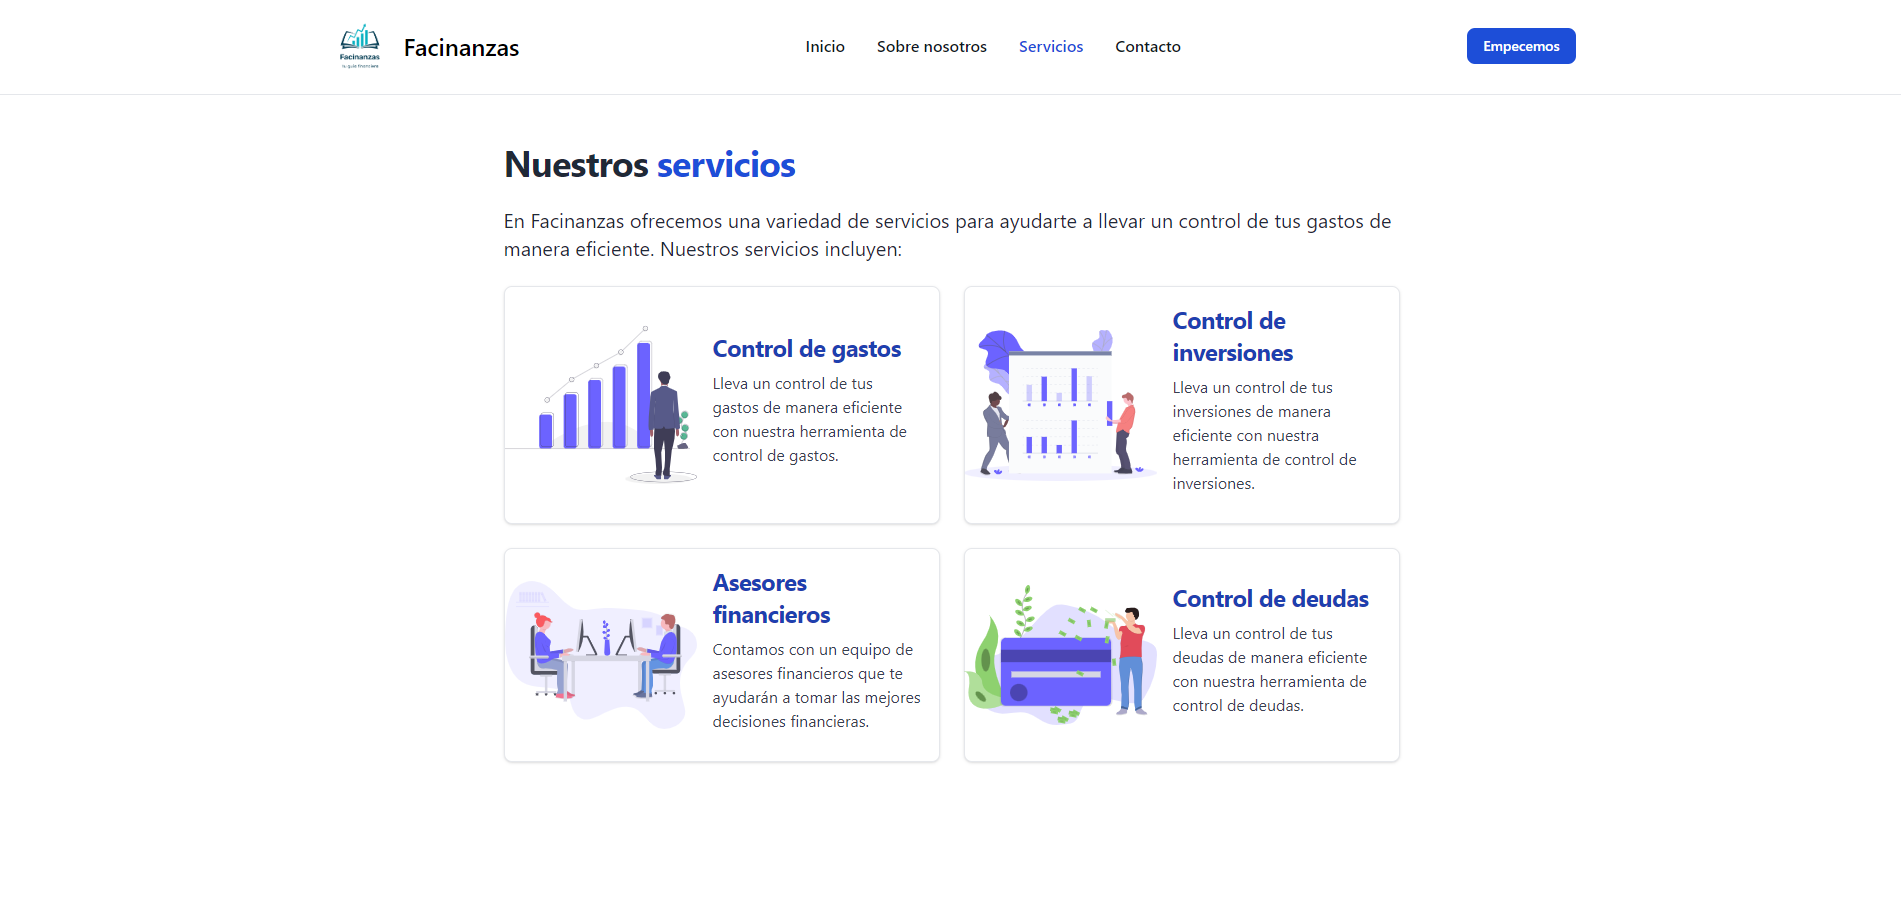 Facinanzas
Facinanzas
Inicio
Sobre nosotros
Servicios
Contacto
Empecemos
Nuestros servicios
En Facinanzas ofrecemos una variedad de servicios para ayudarte a llevar un control de tus gastos de
manera eficiente. Nuestros servicios incluyen:
Control de gastos
Lleva un control de tus
gastos de manera eficiente
con nuestra herramienta de
control de gastos.
Control de
inversiones
Lleva un control de tus
inversiones de manera
eficiente con nuestra
herramienta de control de
inversiones.
Asesores
financieros
Contamos con un equipo de
asesores financieros que te
ayudarán a tomar las mejores
decisiones financieras.
Control de deudas
Lleva un control de tus
deudas de manera eficiente
con nuestra herramienta de
control de deudas.